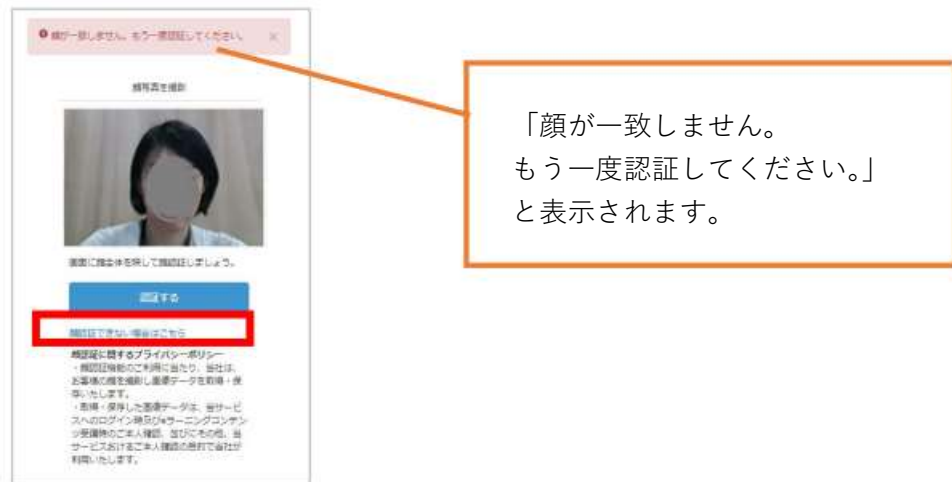 顔が一致しません。もう一度認証してください。 ×
顔写真を撮影
画面に顔全体を映して顔認証しましょう。
認証する
顔認証できない場合はこちら
顔認証に関するプライバシーポリシー
・顔認証機能のご利用に当たり、当社は、
お客様の顔を撮影し画像データを取得・保
存いたします。
・取得・保存した画像データは、当サービ
スへのログイン時及びeラーニングコンテン
ツ受講時のご本人確認、並びにその他、当
サービスおけるご本人確認の目的で当社が
利用いたします。
「顔が一致しません。
もう一度認証してください。」
と表示されます。